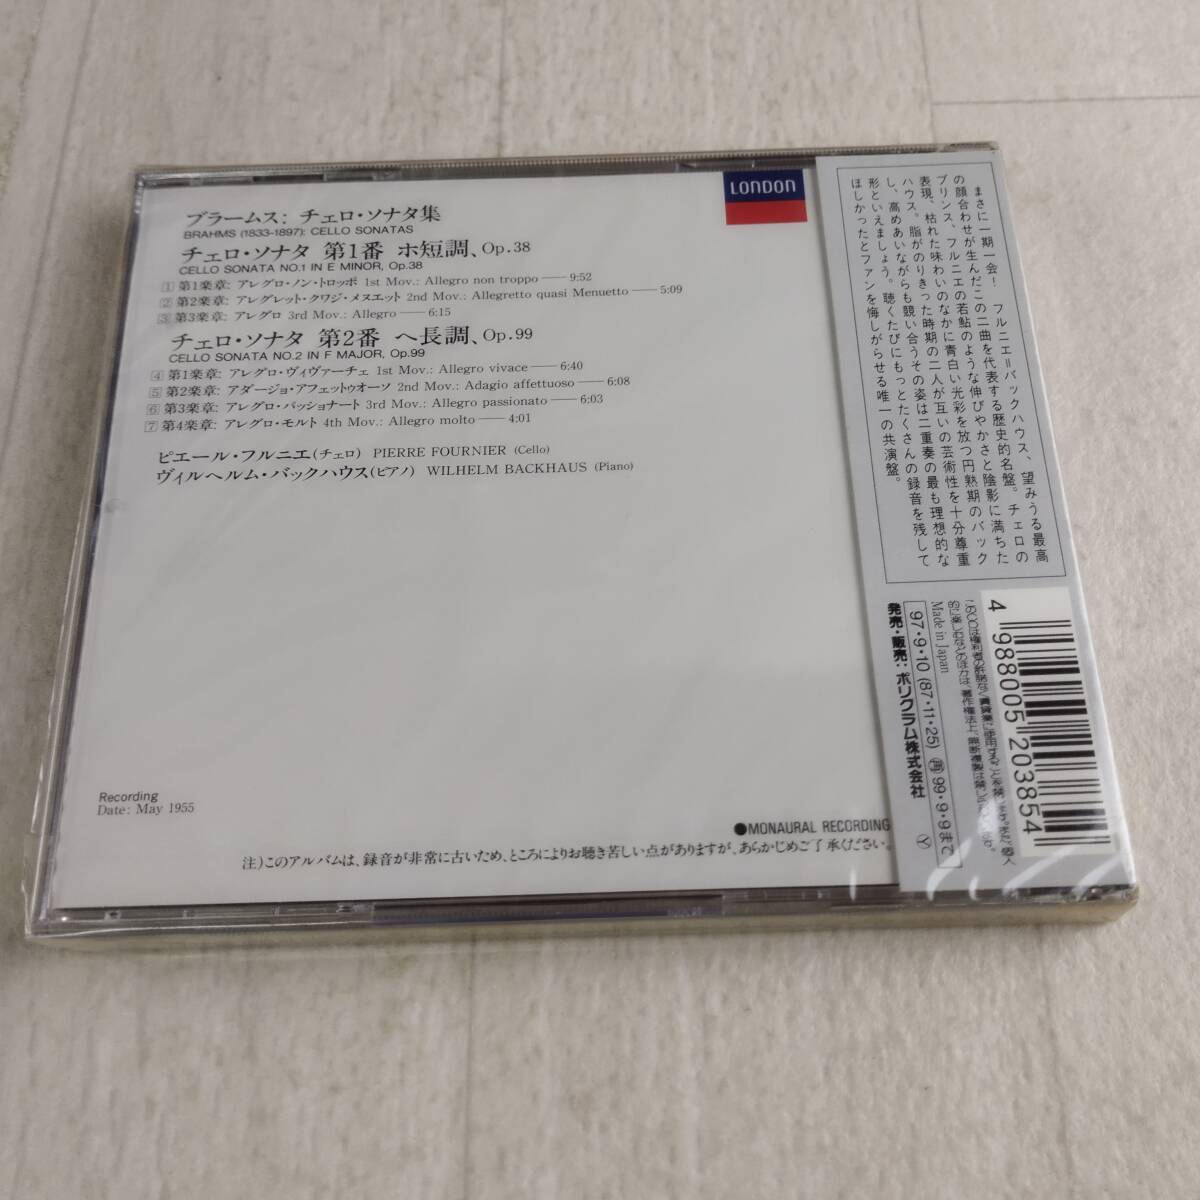 LONDON
ブラームス: チェロ・ソナタ集
BRAHMS (1833-1897): CELLO SONATAS
チェロ・ソナタ 第1番 ホ短調、Op.38
CELLO SONATA NO.1 IN E MINOR, Op.38
1 第1楽章: アレグロ・ノン・トロッポ 1st Mov.: Allegro non troppo——9:52
2 第2楽章: アレグレット・クワジ・メヌエット 2nd Mov.: Allegretto quasi Menuetto——5:09
3 第3楽章: アレグロ 3rd Mov.: Allegro——6:15
チェロ・ソナタ 第2番 ヘ長調、Op.99
CELLO SONATA NO.2 IN F MAJOR, Op.99
4 第1楽章: アレグロ・ヴィヴァーチェ 1st Mov.: Allegro vivace——6:40
5 第2楽章: アダージョ・アフェットゥオーソ 2nd Mov.: Adagio affettuoso——6:08
6 第3楽章: アレグロ・パッショナート 3rd Mov.: Allegro passionato——6:03
7 第4楽章: アレグロ・モルト 4th Mov.: Allegro molto——4:01
ピエール・フルニエ(チェロ) PIERRE FOURNIER (Cello)
ヴィルヘルム・バックハウス(ピアノ) WILHELM BACKHAUS (Piano)
Recording
Date: May 1955
●MONAURAL RECORDING
注)このアルバムは、録音が非常に古いため、ところによりお聴き苦しい点がありますが、あらかじめご了承ください。
まさに一期一会! フルニエ=バックハウス、望みうる最高
の顔合わせが生んだこの二曲を代表する歴史的名盤。チェロの
プリンス、フルニエの若鮎のような伸びやかさと陰影に満ちた
表現、枯れた味わいのなかに青白い光彩を放つ円熟期のバック
ハウス。脂がのりきった時期の二人が互いの芸術性を十分尊重
し、高めあいながらも競い合うその姿は二重奏の最も理想的な
形といえましょう。聴くたびにもっとたくさんの録音を残して
ほしかったとファンを悔しがらせる唯一の共演盤。
4 988005 203854
Made in Japan
97・9・10 (87・11・25) 再 99・9・9まで Y
発売・販売: ポリグラム株式会社